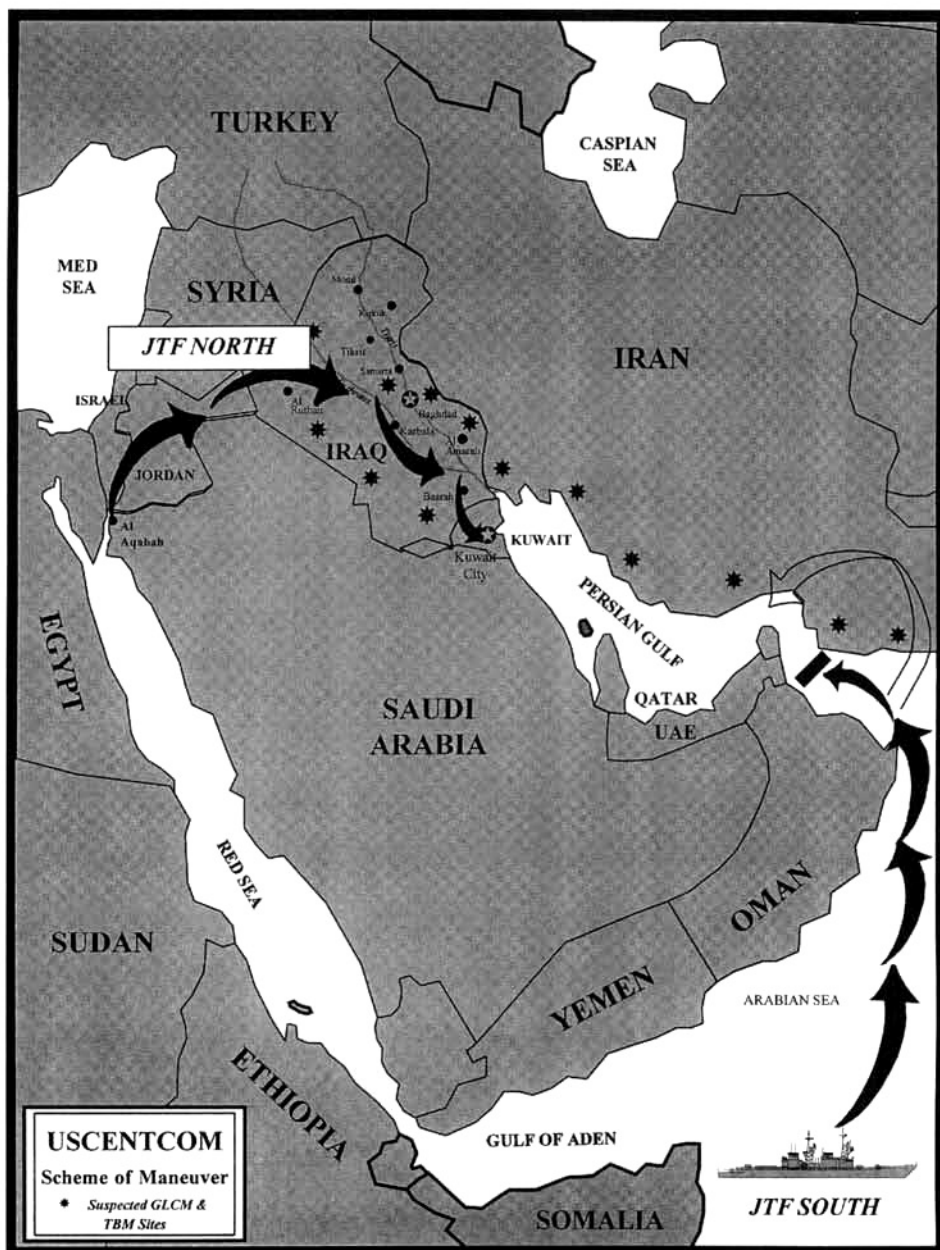 TURKEY
CASPIAN
SEA
MED
SEA
SYRIA
Mosul
Kirkuk
JTF NORTH
Tikrit
Tigris
Samarra
IRAN
ISRAEL
Al
Baghdad
Karbala
Al
Amarah
IRAQ
JORDAN
Basrah
Al
Aqabah
KUWAIT
Kuwait
City
PERSIAN GULF
EGYPT
SAUDI
ARABIA
QATAR
UAE
RED SEA
OMAN
SUDAN
YEMEN
ARABIAN SEA
ETHIOPIA
GULF OF ADEN
USCENTCOM
Scheme of Maneuver
Suspected GLCM &
TBM Sites
JTF SOUTH
SOMALIA